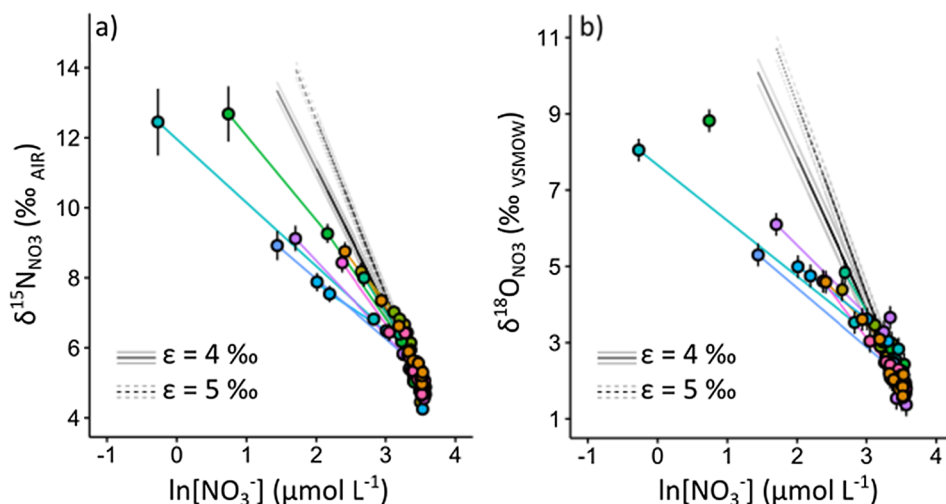 a)
δ¹⁵N_NO3 (‰ AIR)
14
12
10
8
6
4
ε = 4 ‰
ε = 5 ‰
-1 0 1 2 3 4
ln[NO₃⁻] (μmol L⁻¹)
b)
δ¹⁸O_NO3 (‰ VSMOW)
11
9
7
5
3
1
ε = 4 ‰
ε = 5 ‰
-1 0 1 2 3 4
ln[NO₃⁻] (μmol L⁻¹)